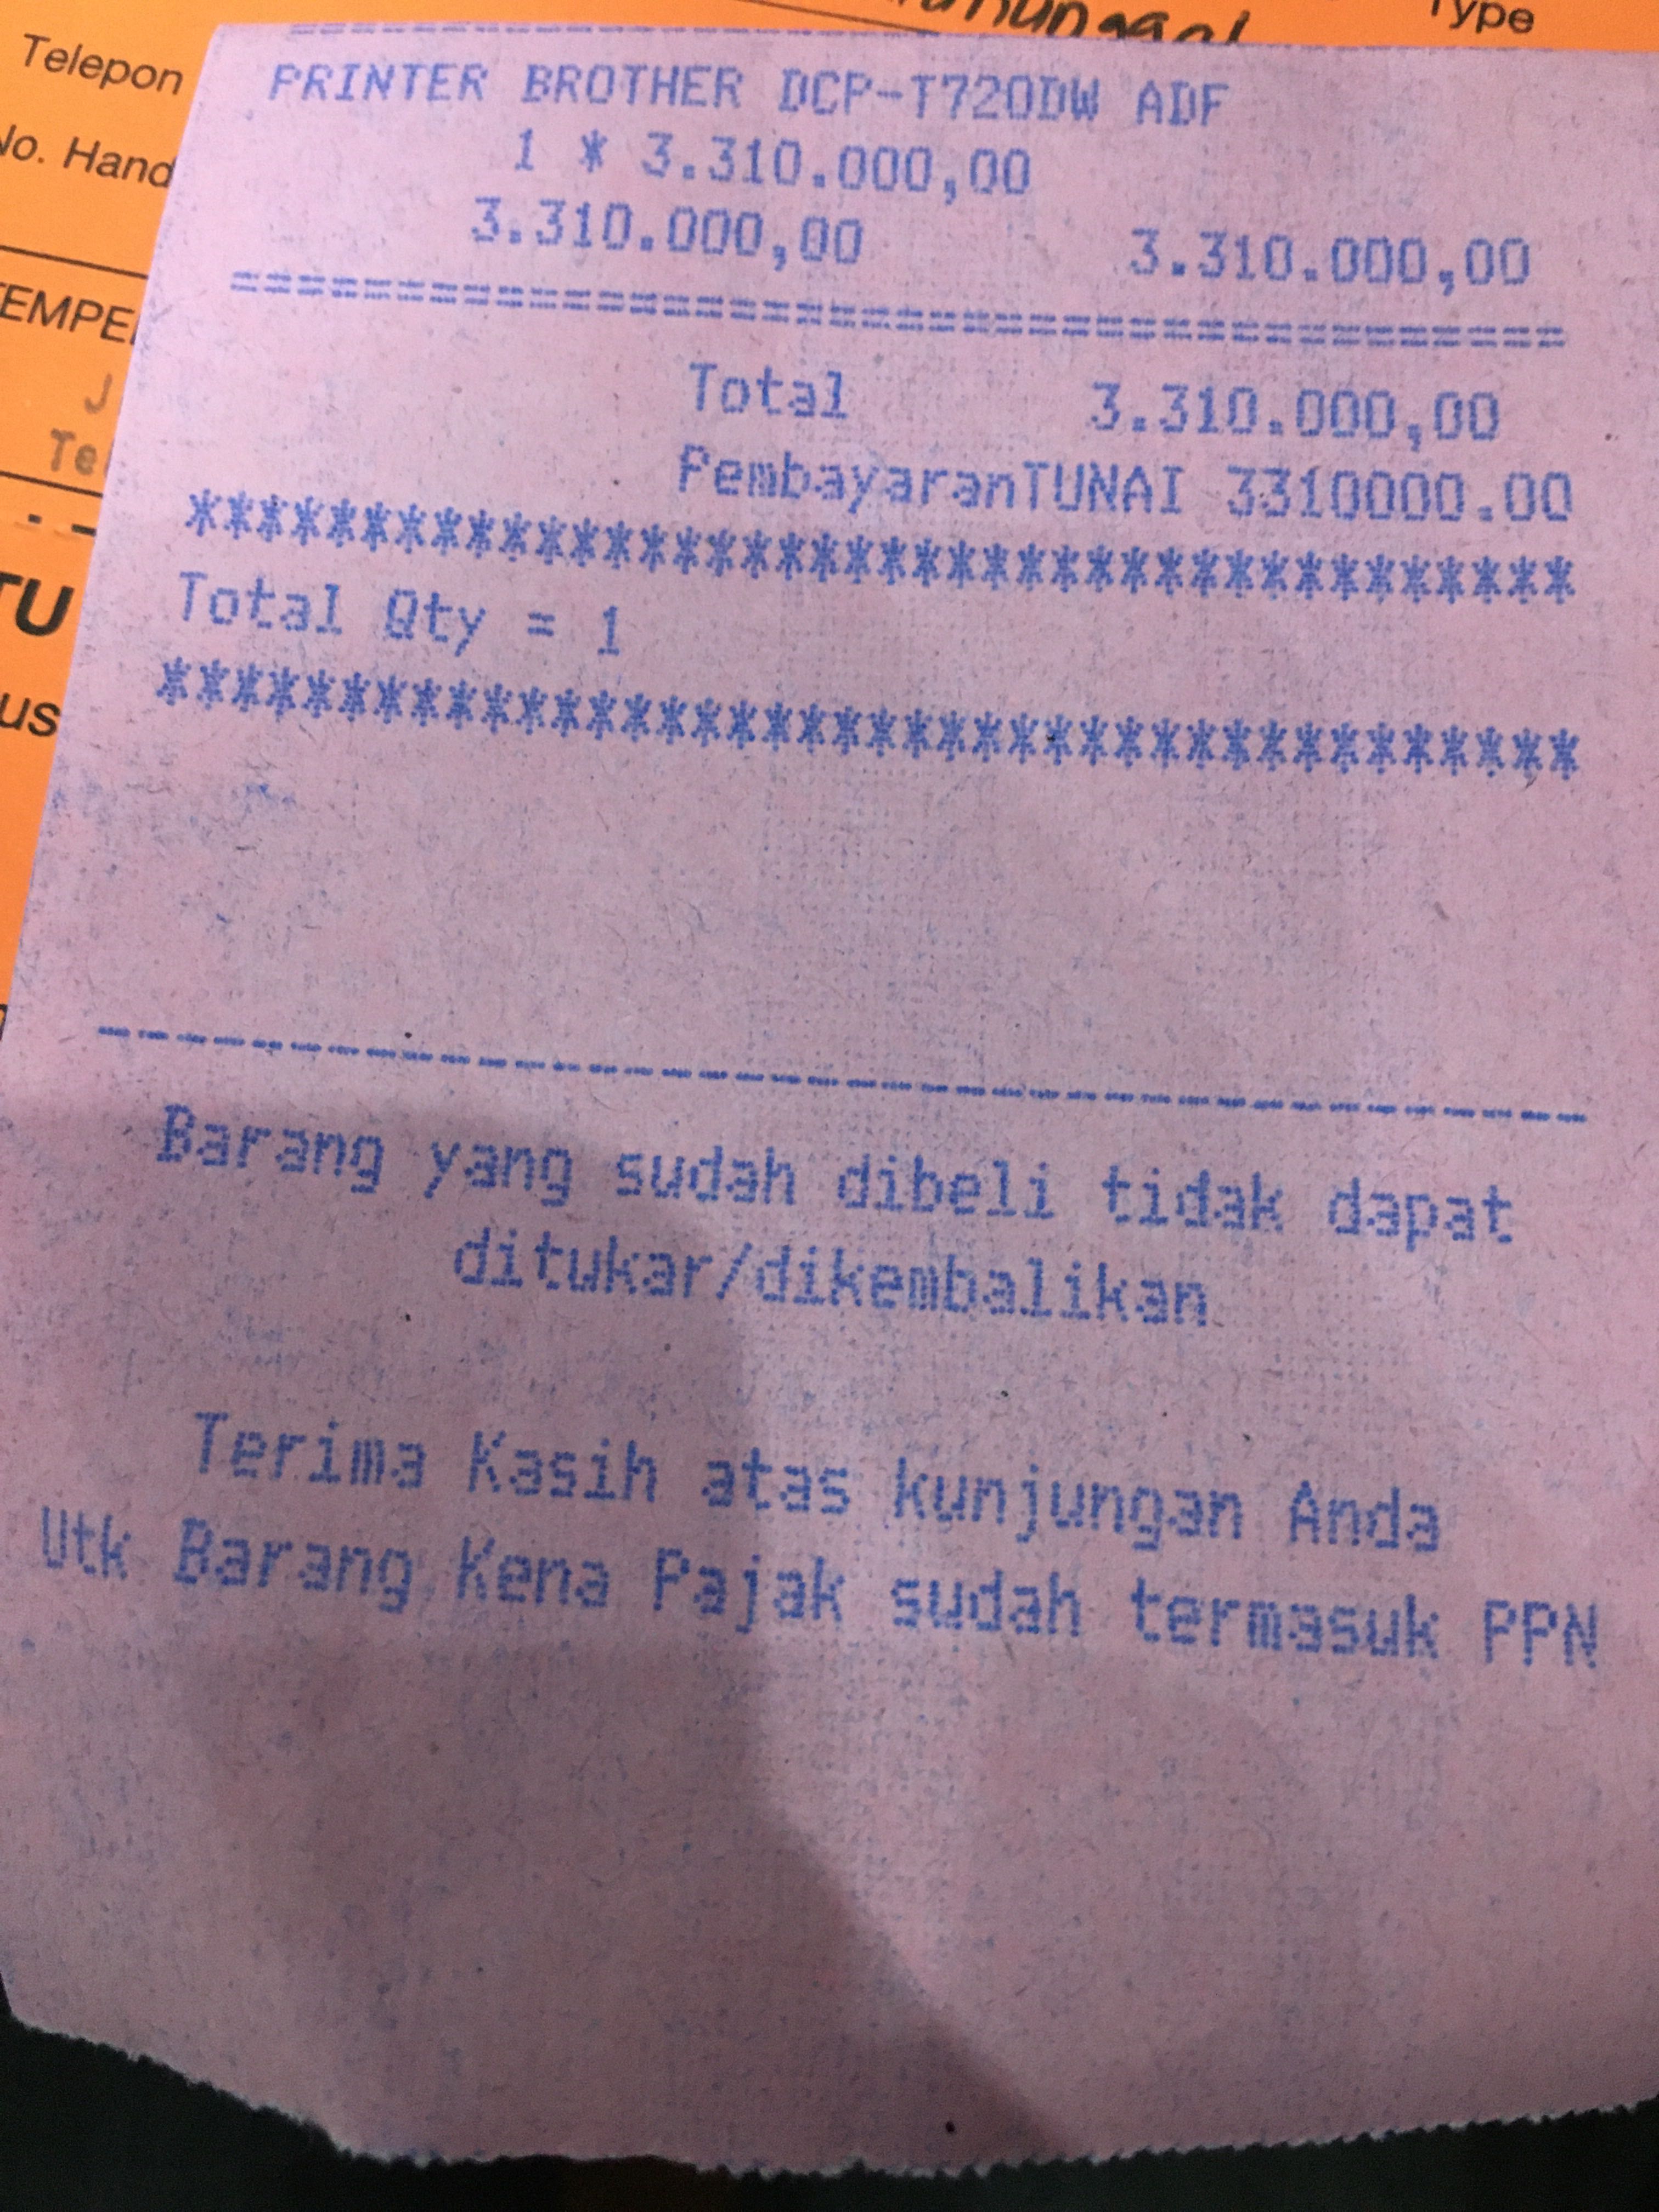 Type
Telepon
No. Hand
PRINTER BROTHER DCP-T720DW ADF
1 * 3.310.000,00
3.310.000,00 3.310.000,00
========================================
Total 3.310.000,00
PembayaranTUNAI 3310000.00
****************************************
Total Qty = 1
****************************************
----------------------------------------
Barang yang sudah dibeli tidak dapat
ditukar/dikembalikan
Terima Kasih atas kunjungan Anda
Utk Barang Kena Pajak sudah termasuk PPN